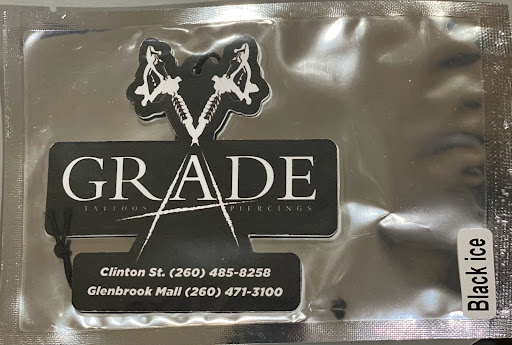 GRADE
TATTOOS PIERCINGS
Clinton St. (260) 485-8258
Glenbrook Mall (260) 471-3100
Black ice